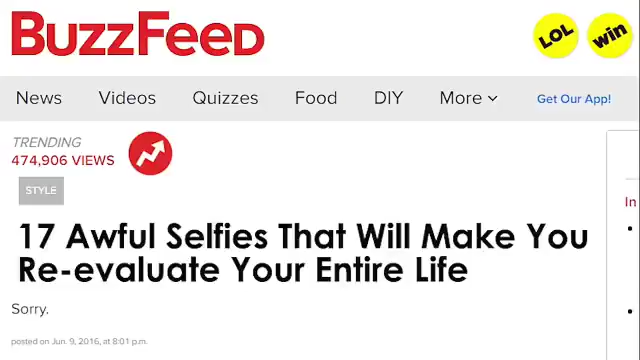 BuzzFeed
LOL
win
News Videos Quizzes Food DIY More Get Our App!
TRENDING
474,906 VIEWS
STYLE
17 Awful Selfies That Will Make You
Re-evaluate Your Entire Life
In
Sorry.
posted on Jun. 9, 2016, at 8:01 p.m.